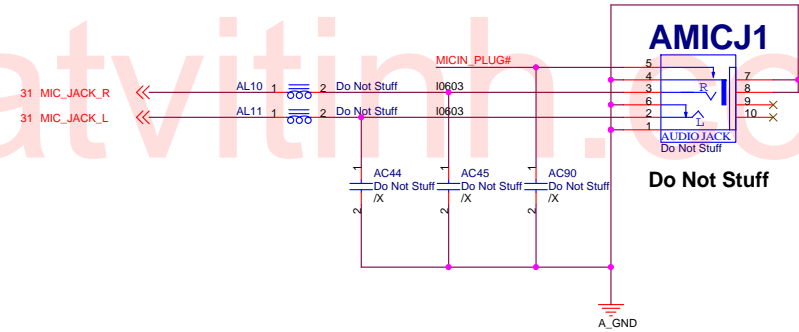 atvitinh.co
AMICJ1
MICIN_PLUG#
5
4
3
6
2
1
R
L
7
8
9
10
AUDIO JACK
Do Not Stuff
Do Not Stuff
31 MIC_JACK_R
AL10 1 2 Do Not Stuff I0603
31 MIC_JACK_L
AL11 1 2 Do Not Stuff I0603
1 AC44 1 AC45 1 AC90
Do Not Stuff Do Not Stuff Do Not Stuff
2 /X 2 /X 2 /X
A_GND